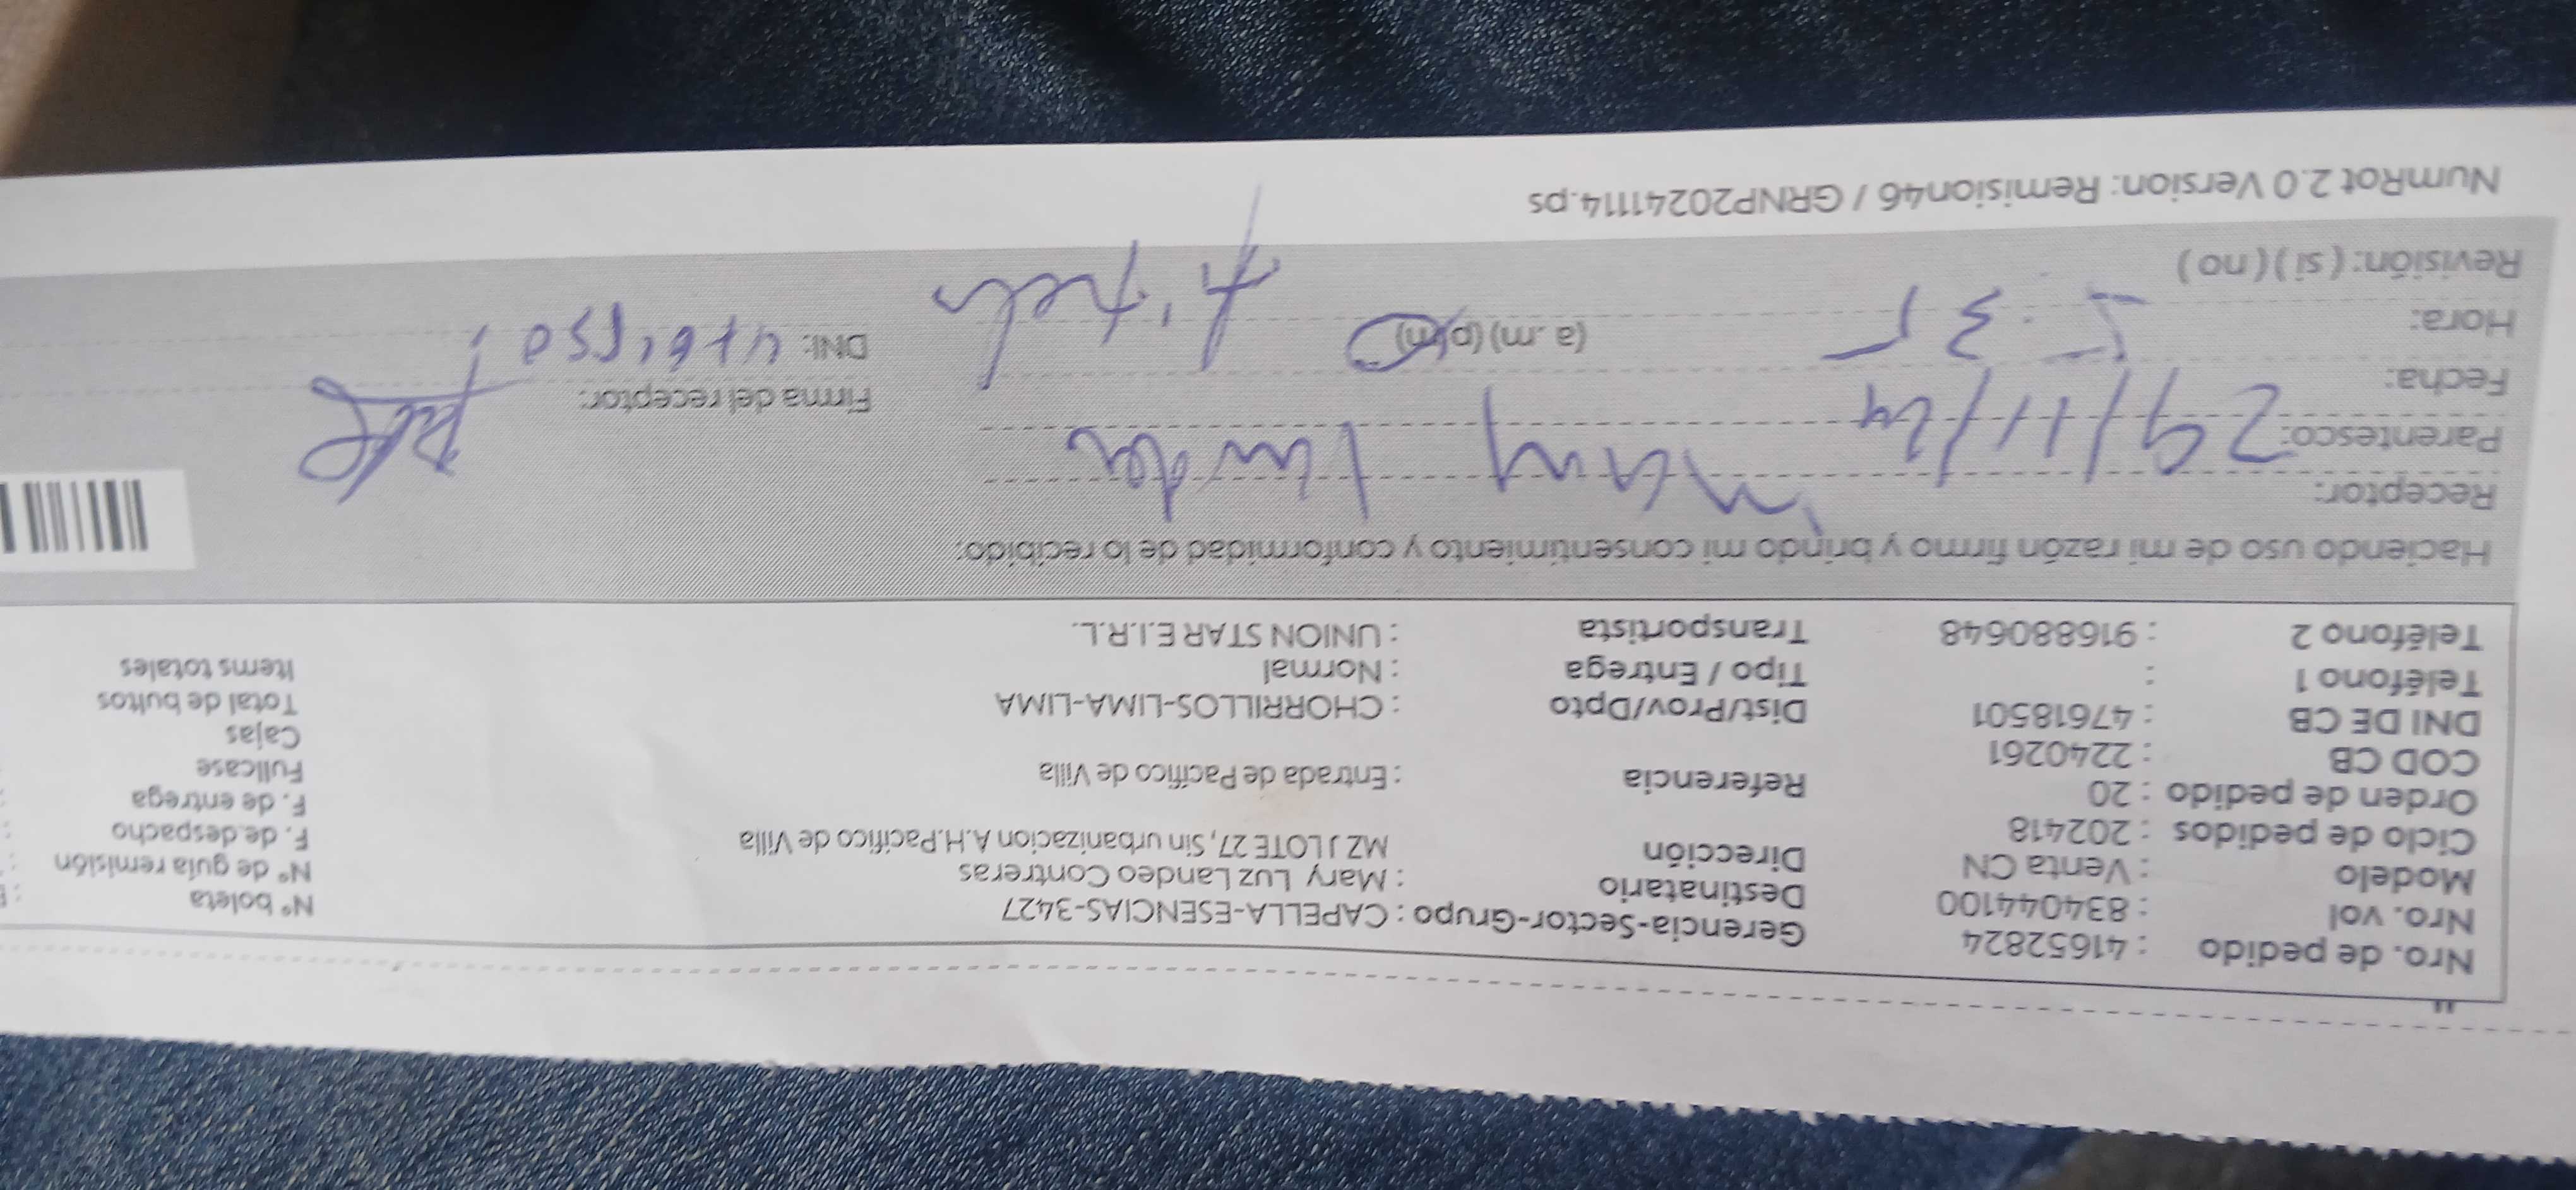 Nro. de pedido : 41652824
Nro. vol : 834044100
Modelo : Venta CN
Ciclo de pedidos : 202418
Orden de pedido : 20
COD CB : 2240261
DNI DE CB : 47618501
Teléfono 1 :
Teléfono 2 : 916880648
Gerencia-Sector-Grupo : CAPELLA-ESENCIAS-3427
Destinatario : Mary Luz Landeo Contreras
Dirección MZ J LOTE 27, Sin urbanizacion A.H.Pacifico de Villa
Referencia : Entrada de Pacifico de Villa
Dist/Prov/Dpto : CHORRILLOS-LIMA-LIMA
Tipo / Entrega : Normal
Transportista : UNION STAR E.I.R.L.
Nº boleta :
Nº de guía remisión :
F. de despacho :
F. de entrega :
Fullcase
Cajas
Total de bultos
Items totales
Haciendo uso de mi razón firmo y brindo mi consentimiento y conformidad de lo recibido:
Receptor: Mary Landeo
Parentesco:
Fecha: 29/11/24
Hora: 5:35 (a .m) (p.m)
Revisión: ( si ) ( no )
Firma del receptor:
DNI:
NumRot 2.0 Version: Remision46 / GRNP202411114.ps